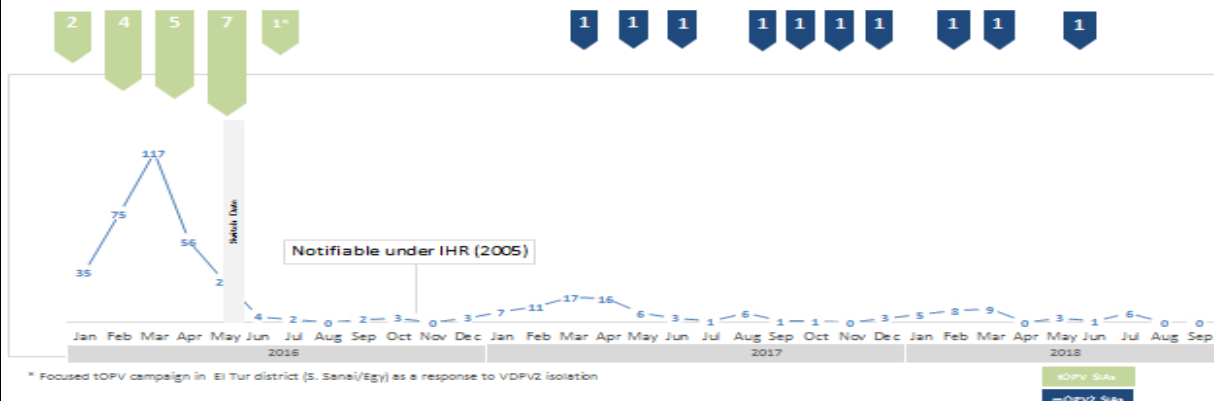 2 4 5 7 1* 1 1 1 1 1 1 1 1 1 1
117
75
56
35
2
Switch Date
Notifiable under IHR (2005)
4 2 0 2 3 0 3 7 11 17 16 6 3 1 6 1 1 0 3 5 8 9 0 3 1 6 0 0
Jan Feb Mar Apr May Jun Jul Aug Sep Oct Nov Dec Jan Feb Mar Apr May Jun Jul Aug Sep Oct Nov Dec Jan Feb Mar Apr May Jun Jul Aug Sep
2016 2017 2018
* Focused tOPV campaign in El Tur district (S. Sanai/Egy) as a response to VDPV2 isolation
tOPV SIAs
mOPV2 SIAs